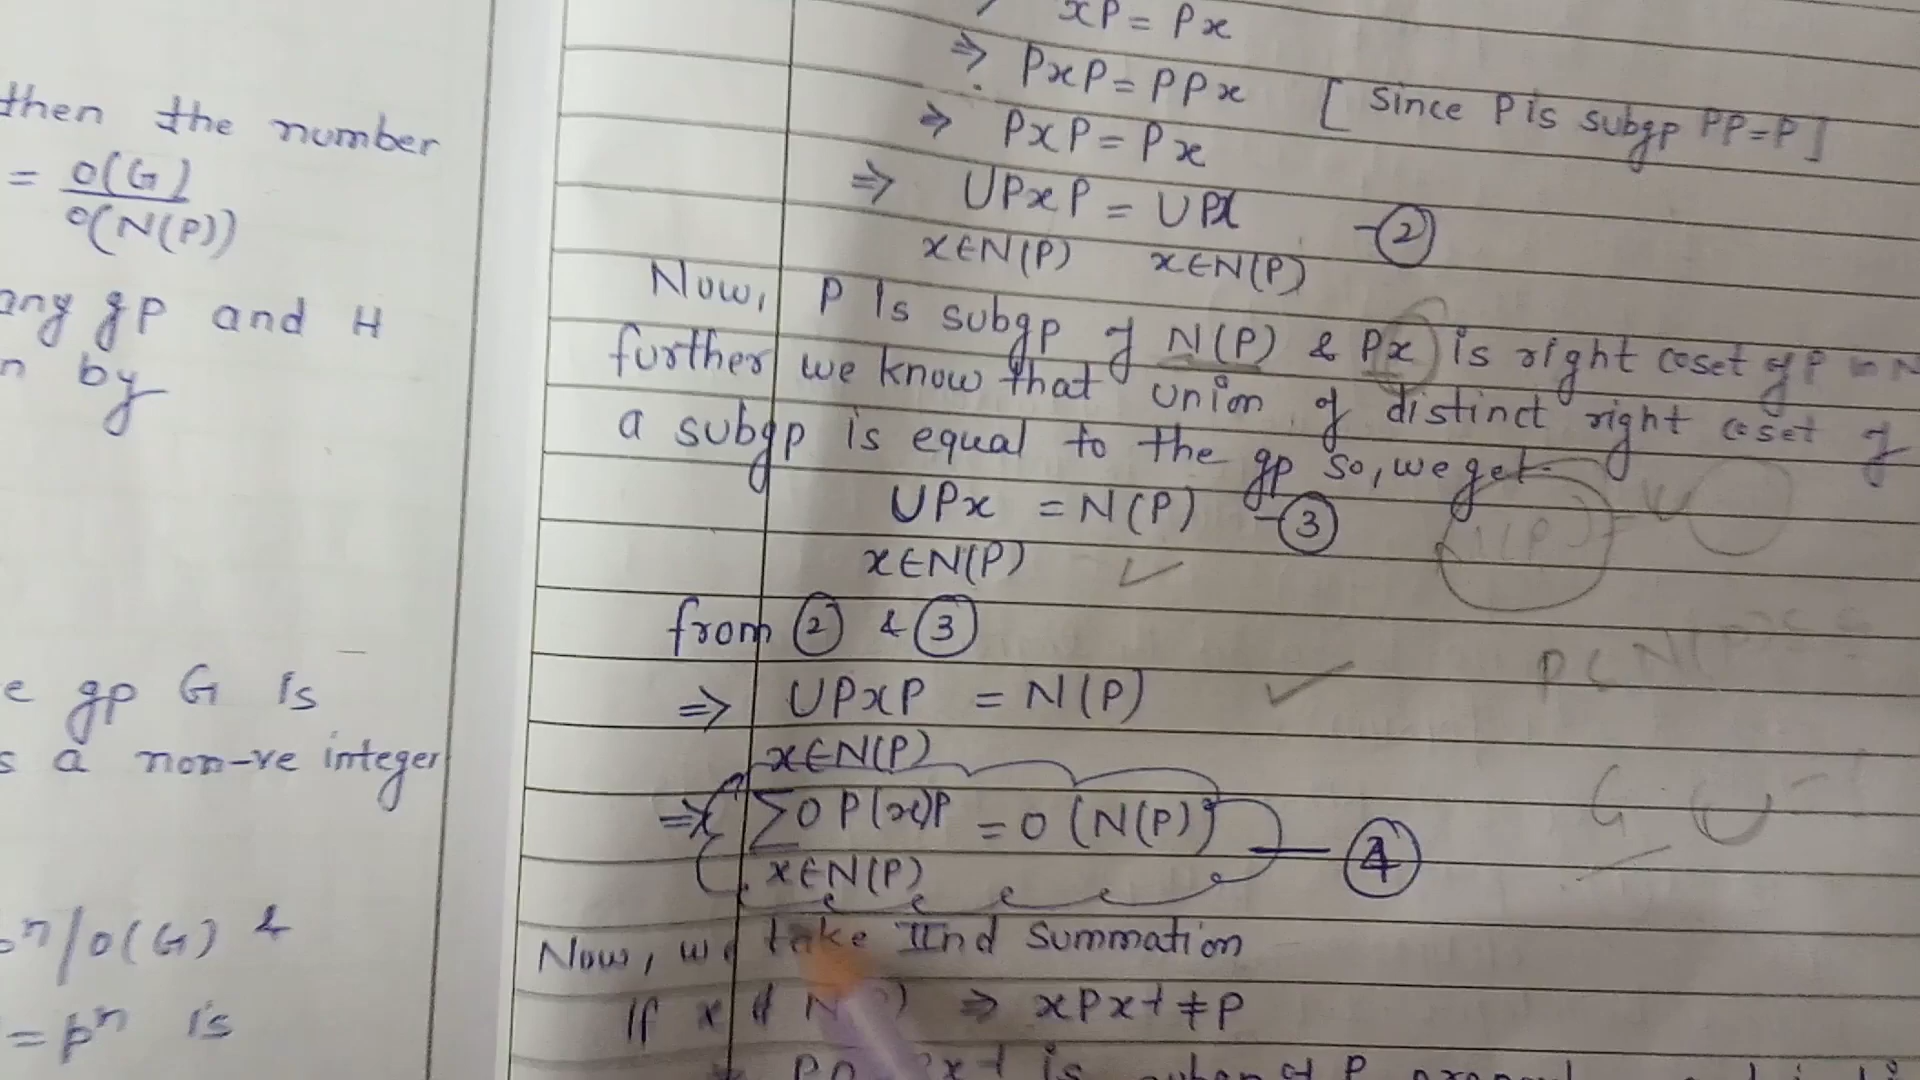 then the number
= O(G)
O(N(P))
any gp and H
n by
e gp G is
s a non-ve integer
n/O(G) &
= pⁿ is
xP = Px
⇒ PxP = PPx [Since P is subgp PP=P]
⇒ PxP = Px
⇒ UPxP = UPx -②
x∈N(P) x∈N(P)
Now, P is subgp of N(P) & Px is right coset of P in N
further we know that union of distinct right coset of
a subgp is equal to the gp so, we get
UPx = N(P) -③
x∈N(P) ✓
from ② & ③
⇒ UPxP = N(P) ✓
x∈N(P)
⇒ ∑O P(x)P = O(N(P)) — ④
x∈N(P)
Now, we take IInd summation
If x ∉ N(P) ⇒ xPx⁻¹ ≠ P
is P